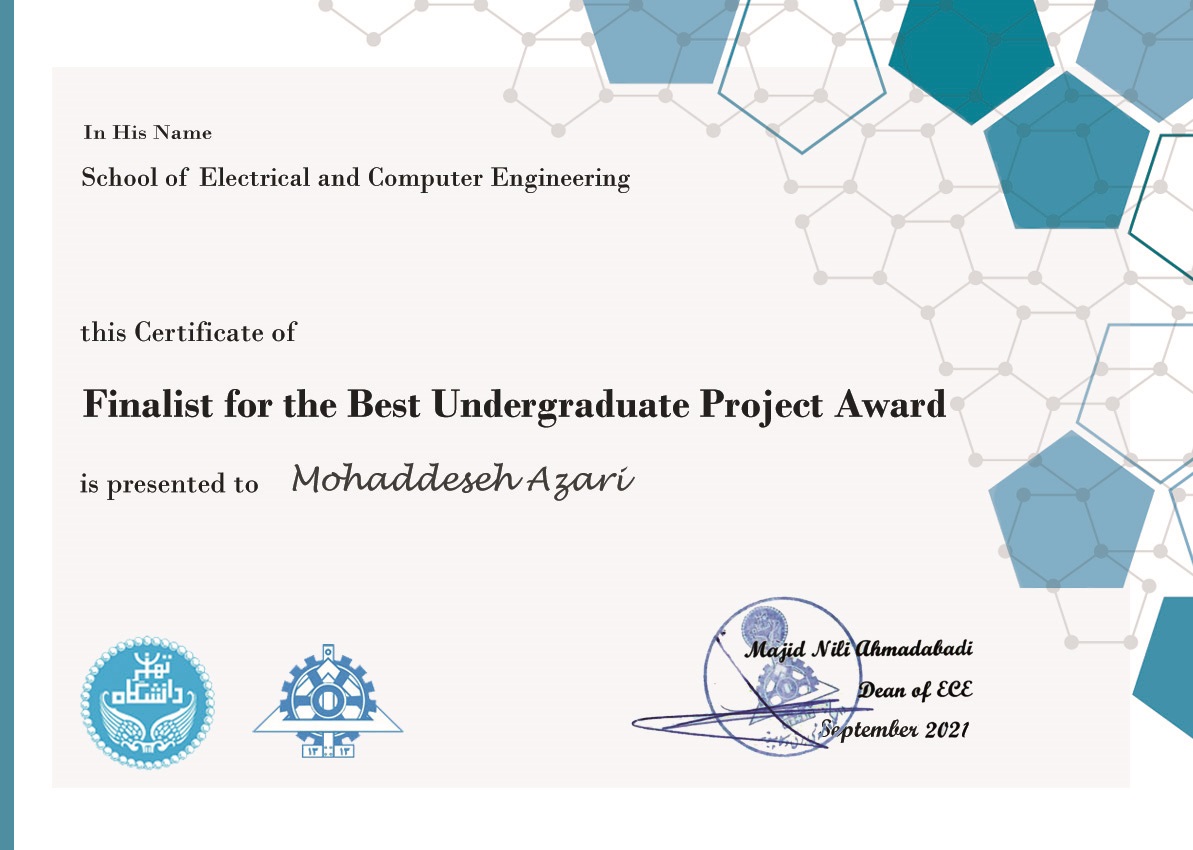 In His Name
School of Electrical and Computer Engineering
this Certificate of
Finalist for the Best Undergraduate Project Award
is presented to Mohaddeseh Azari
دانشگاه تهران
۱۳ ۱۳
Majid Nili Ahmadabadi
Dean of ECE
September 2021